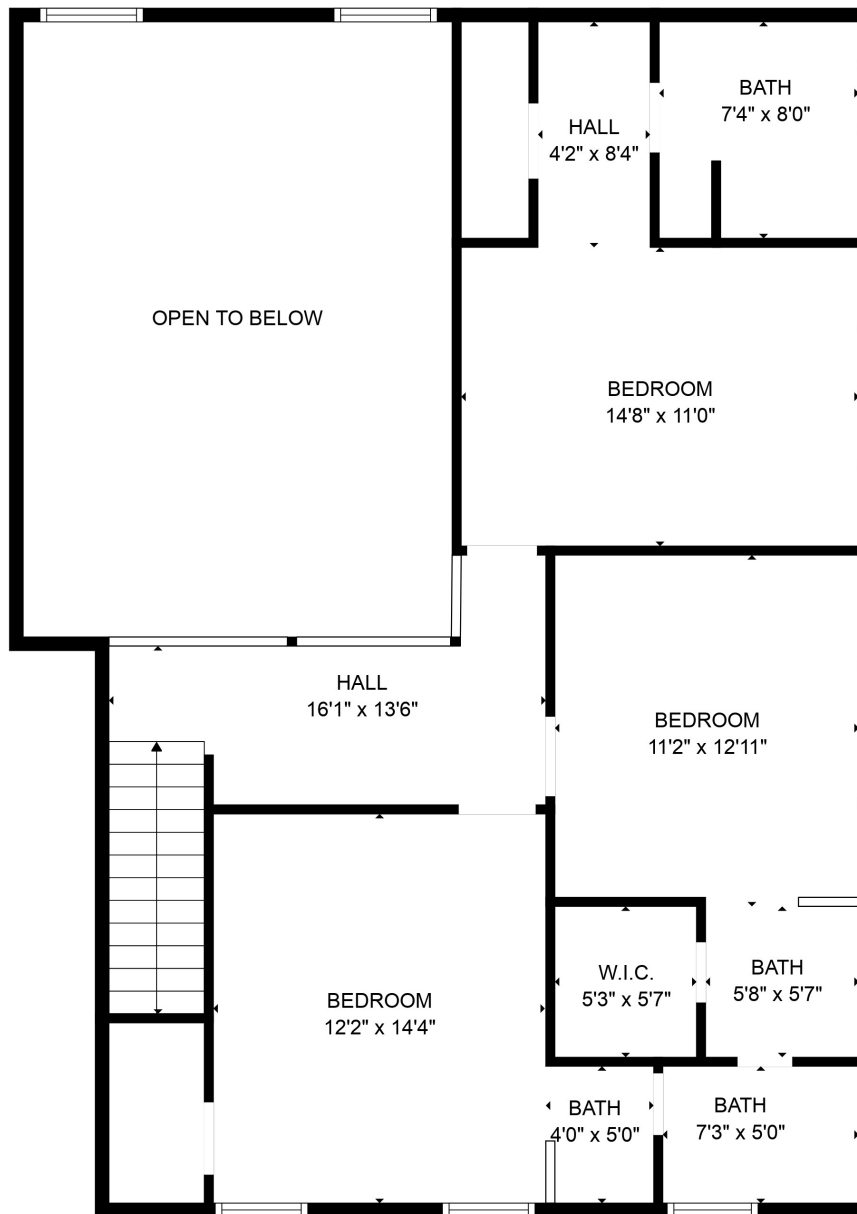 BATH
7'4" x 8'0"
HALL
4'2" x 8'4"
OPEN TO BELOW
BEDROOM
14'8" x 11'0"
HALL
16'1" x 13'6"
BEDROOM
11'2" x 12'11"
W.I.C.
5'3" x 5'7"
BATH
5'8" x 5'7"
BEDROOM
12'2" x 14'4"
BATH
4'0" x 5'0"
BATH
7'3" x 5'0"